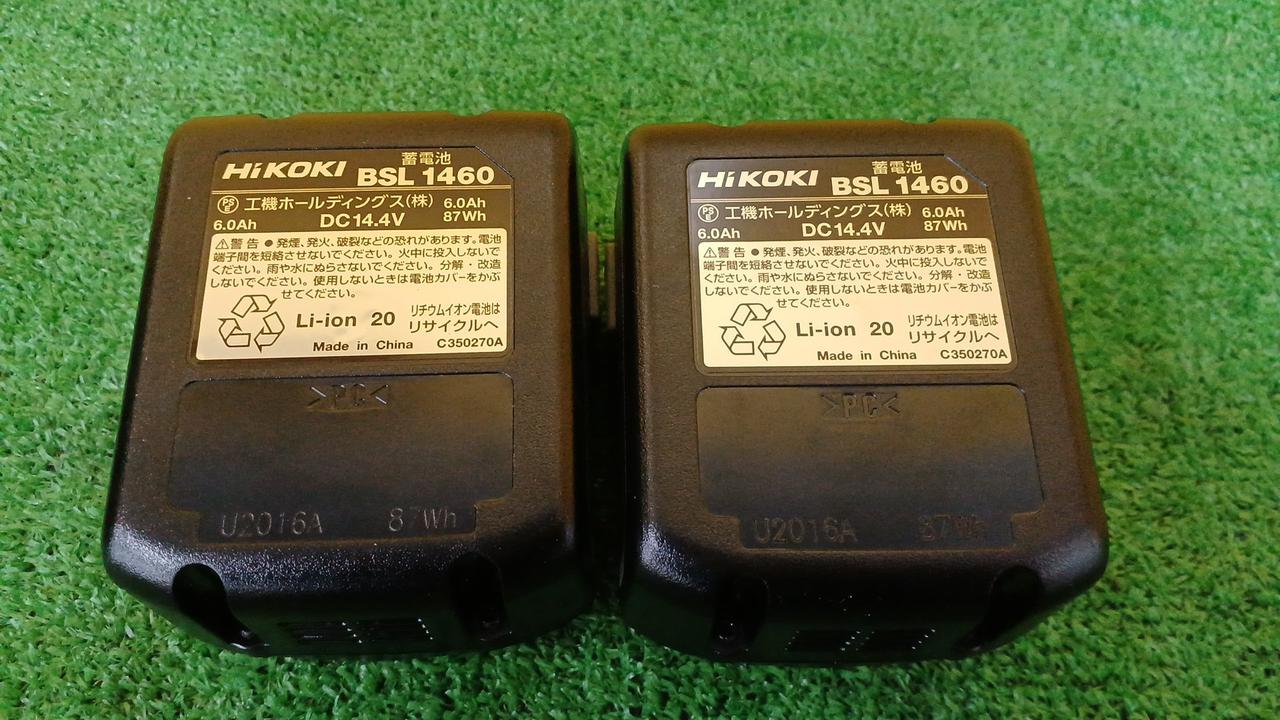 HiKOKI 蓄電池
BSL 1460
PSE 工機ホールディングス(株) 6.0Ah
6.0Ah DC14.4V 87Wh
⚠警告 ● 発煙、発火、破裂などの恐れがあります。電池
端子間を短絡させないでください。火中に投入しないで
ください。雨や水にぬらさないでください。分解・改造
しないでください。使用しないときは電池カバーをかぶ
せてください。
Li-ion 20 リチウムイオン電池は
リサイクルへ
Made in China C350270A
>PC<
U2016A 87Wh
HiKOKI 蓄電池
BSL 1460
PSE 工機ホールディングス(株) 6.0Ah
6.0Ah DC14.4V 87Wh
⚠警告 ● 発煙、発火、破裂などの恐れがあります。電池
端子間を短絡させないでください。火中に投入しないで
ください。雨や水にぬらさないでください。分解・改造
しないでください。使用しないときは電池カバーをかぶ
せてください。
Li-ion 20 リチウムイオン電池は
リサイクルへ
Made in China C350270A
>PC<
U2016A 87Wh